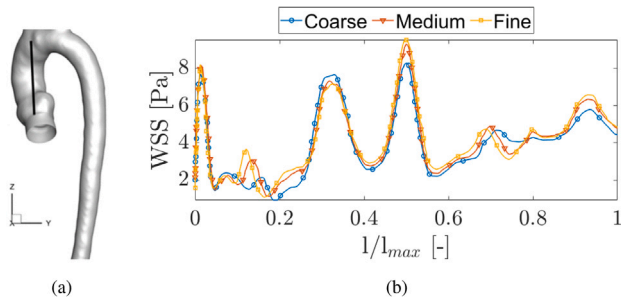 Coarse Medium Fine
WSS [Pa]
8
6
4
2
0 0.2 0.4 0.6 0.8 1
l/lmax [-]
Z
X Y
(a) (b)